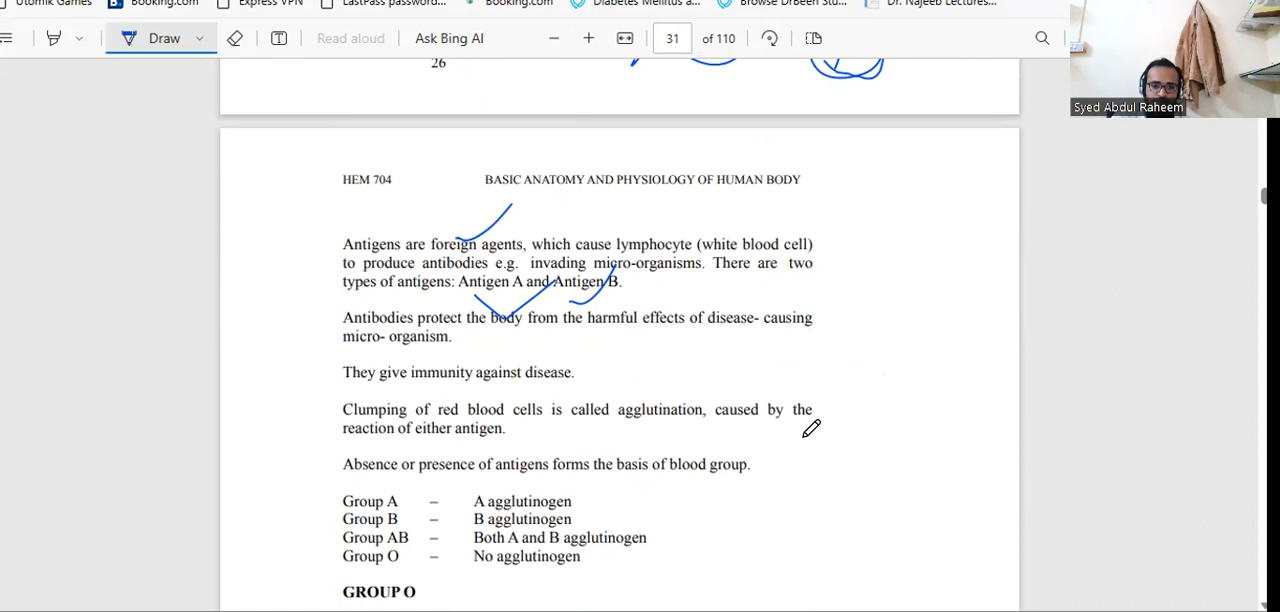 Utomik Games
Booking.com
Express VPN
LastPass password...
Booking.com
Diabetes Mellitus a...
Browse DrBeen Stu...
Dr. Najeeb Lectures...
Draw
Read aloud
Ask Bing AI
31
of 110
Syed Abdul Raheem
26
HEM 704
BASIC ANATOMY AND PHYSIOLOGY OF HUMAN BODY
Antigens are foreign agents, which cause lymphocyte (white blood cell)
to produce antibodies e.g. invading micro-organisms. There are two
types of antigens: Antigen A and Antigen B.
Antibodies protect the body from the harmful effects of disease- causing
micro- organism.
They give immunity against disease.
Clumping of red blood cells is called agglutination, caused by the
reaction of either antigen.
Absence or presence of antigens forms the basis of blood group.
Group A – A agglutinogen
Group B – B agglutinogen
Group AB – Both A and B agglutinogen
Group O – No agglutinogen
GROUP O